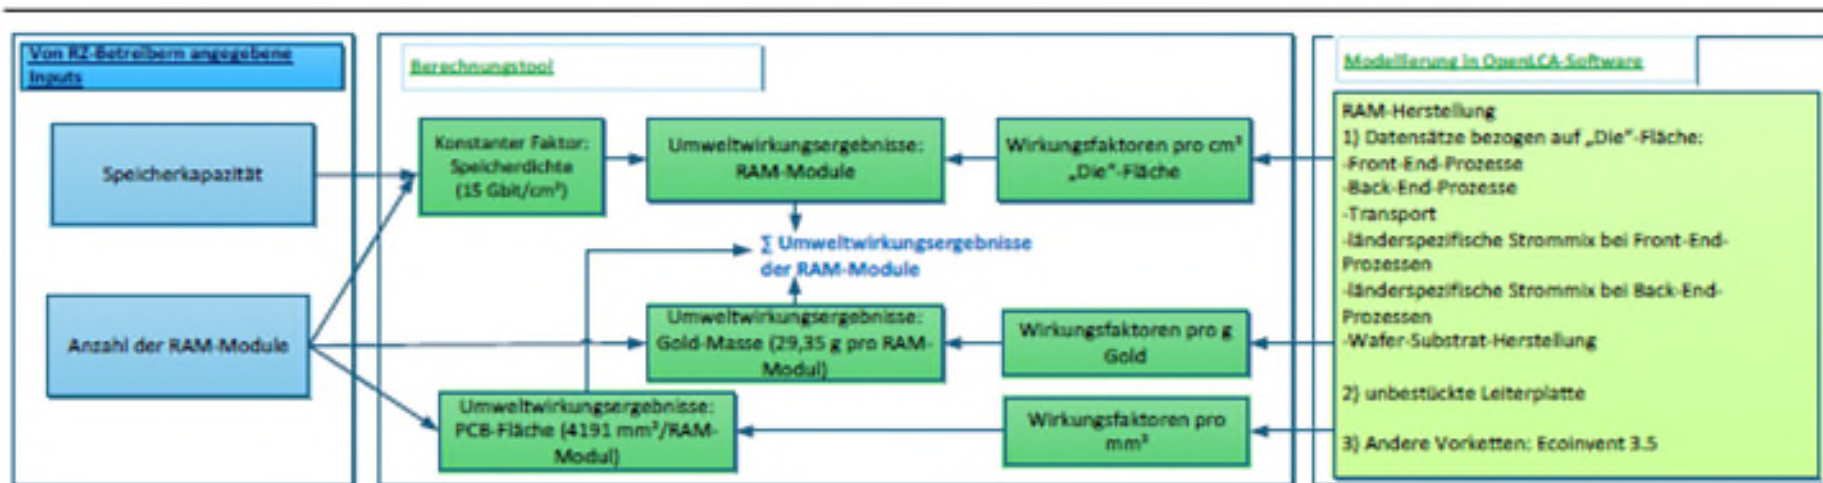 Von RZ-Betreibern angegebene
Inputs
Speicherkapazität
Anzahl der RAM-Module
Berechnungstool
Konstanter Faktor:
Speicherdichte
(15 Gbit/cm²)
Umweltwirkungsergebnisse:
RAM-Module
Wirkungsfaktoren pro cm²
„Die"-Fläche
∑ Umweltwirkungsergebnisse
der RAM-Module
Umweltwirkungsergebnisse:
Gold-Masse (29,35 g pro RAM-
Modul)
Wirkungsfaktoren pro g
Gold
Umweltwirkungsergebnisse:
PCB-Fläche (4191 mm²/RAM-
Modul)
Wirkungsfaktoren pro
mm²
Modellierung in OpenLCA-Software
RAM-Herstellung
1) Datensätze bezogen auf „Die"-Fläche:
-Front-End-Prozesse
-Back-End-Prozesse
-Transport
-länderspezifische Strommix bei Front-End-
Prozessen
-länderspezifische Strommix bei Back-End-
Prozessen
-Wafer-Substrat-Herstellung
2) unbestückte Leiterplatte
3) Andere Vorketten: Ecoinvent 3.5